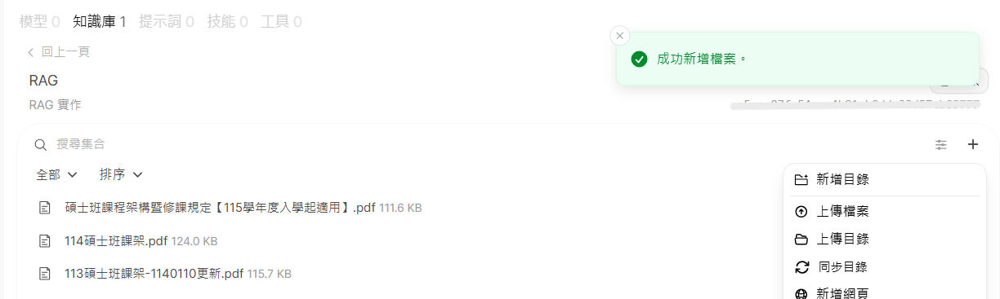 模型 0 知識庫 1 提示詞 0 技能 0 工具 0
回上一頁
成功新增檔案。
RAG
RAG 實作
搜尋集合
全部 排序
新增目錄
碩士班課程架構暨修課規定【115學年度入學起適用】.pdf 111.6 KB
上傳檔案
114碩士班課架.pdf 124.0 KB
上傳目錄
113碩士班課架-1140110更新.pdf 115.7 KB
同步目錄
新增網頁